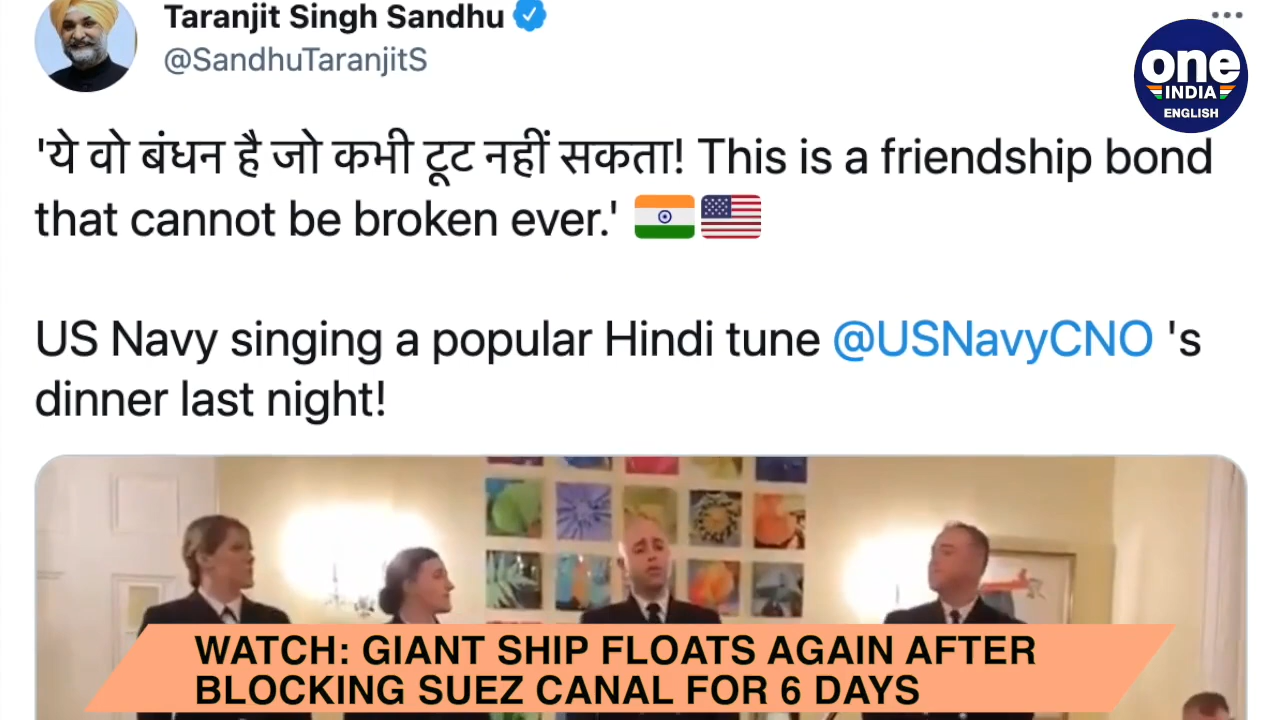 Taranjit Singh Sandhu
@SandhuTaranjitS
one
INDIA
ENGLISH
'ये वो बंधन है जो कभी टूट नहीं सकता! This is a friendship bond
that cannot be broken ever.'
US Navy singing a popular Hindi tune @USNavyCNO 's
dinner last night!
WATCH: GIANT SHIP FLOATS AGAIN AFTER
BLOCKING SUEZ CANAL FOR 6 DAYS